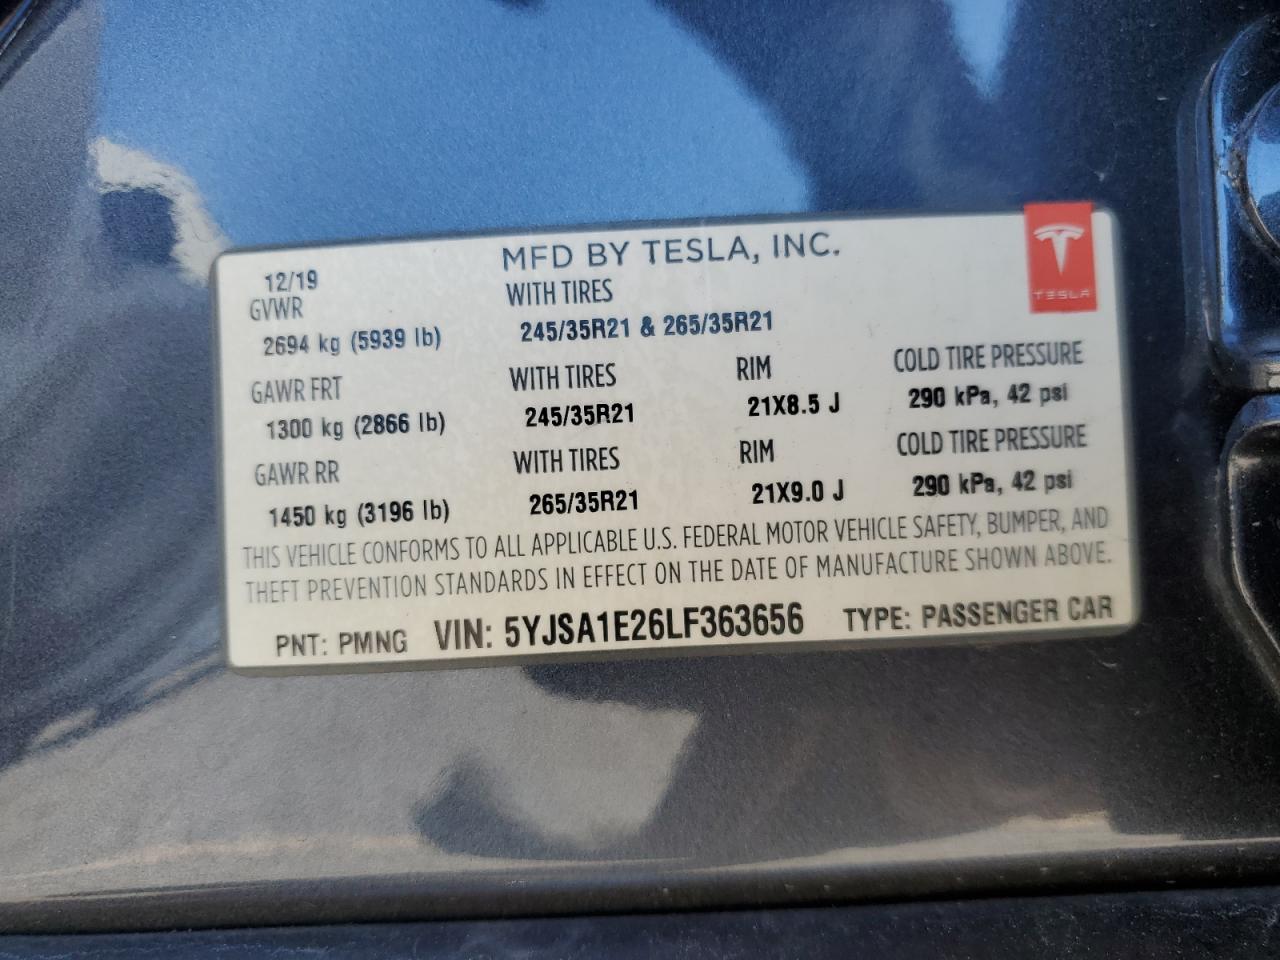 MFD BY TESLA, INC.
TESLA
12/19
GVWR WITH TIRES
2694 kg (5939 lb) 245/35R21 & 265/35R21
GAWR FRT WITH TIRES RIM COLD TIRE PRESSURE
1300 kg (2866 lb) 245/35R21 21X8.5 J 290 kPa, 42 psi
GAWR RR WITH TIRES RIM COLD TIRE PRESSURE
1450 kg (3196 lb) 265/35R21 21X9.0 J 290 kPa, 42 psi
THIS VEHICLE CONFORMS TO ALL APPLICABLE U.S. FEDERAL MOTOR VEHICLE SAFETY, BUMPER, AND
THEFT PREVENTION STANDARDS IN EFFECT ON THE DATE OF MANUFACTURE SHOWN ABOVE.
PNT: PMNG VIN: 5YJSA1E26LF363656 TYPE: PASSENGER CAR